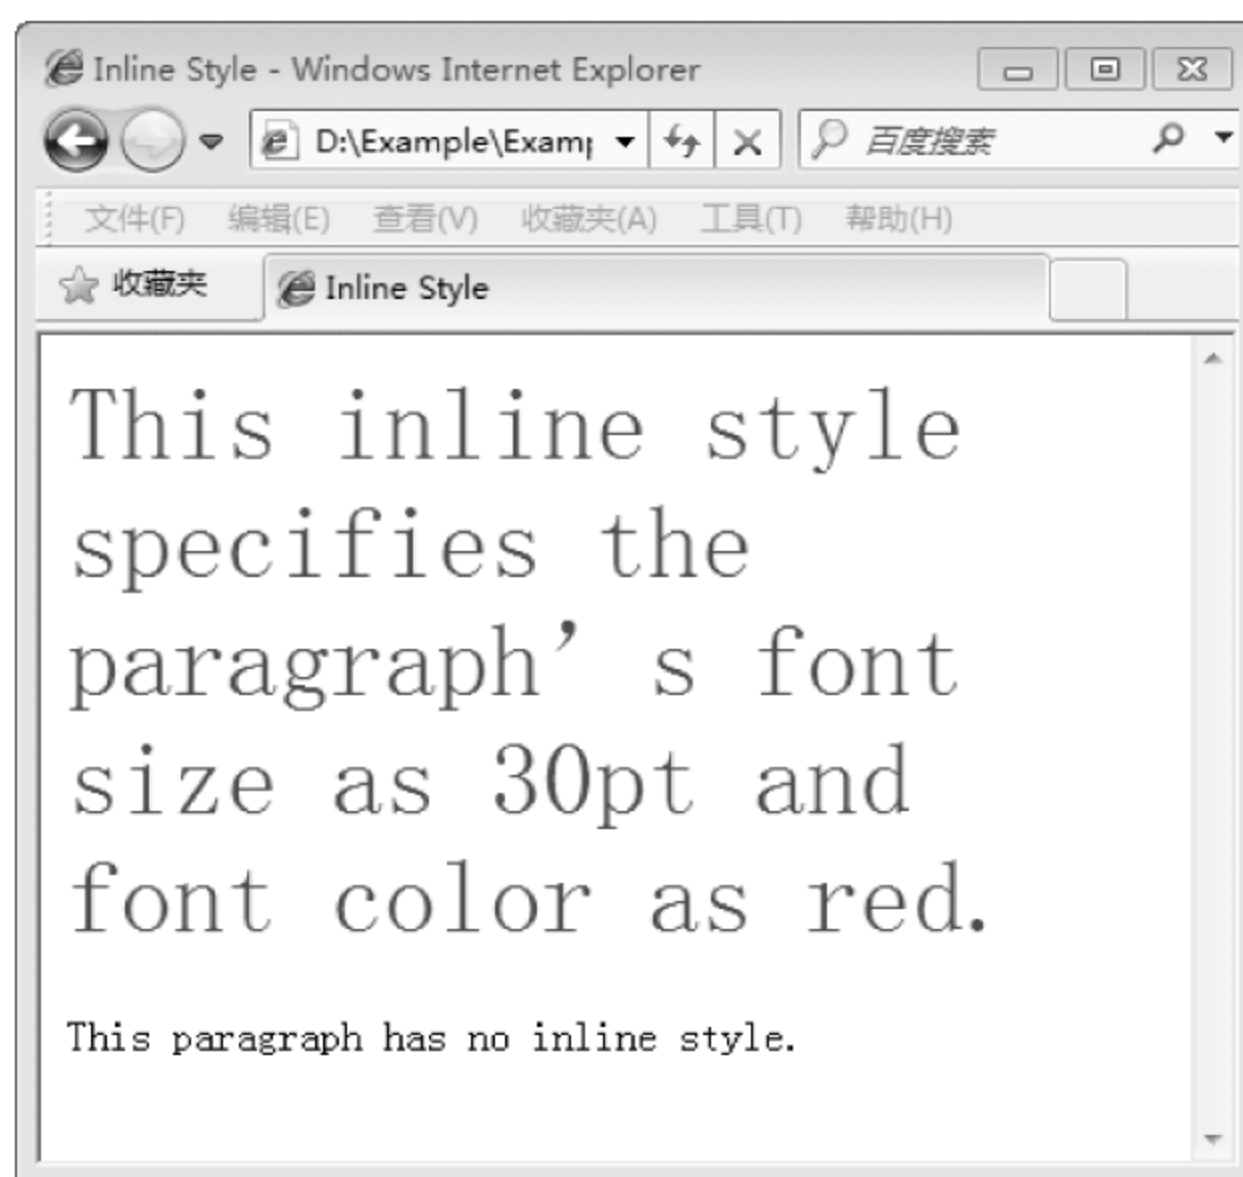 Inline Style - Windows Internet Explorer
D:\Example\Examp 百度搜索
文件(F) 编辑(E) 查看(V) 收藏夹(A) 工具(T) 帮助(H)
收藏夹 Inline Style
This inline style
specifies the
paragraph’s font
size as 30pt and
font color as red.
This paragraph has no inline style.